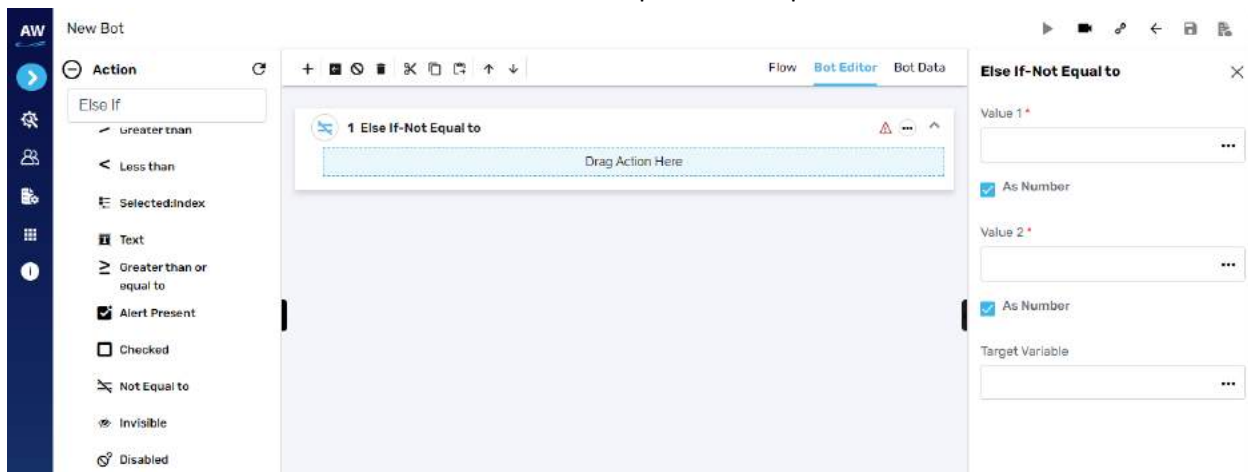 AW
New Bot
Action
Else If
Greater than
Less than
Selected:Index
Text
Greater than or
equal to
Alert Present
Checked
Not Equal to
Invisible
Disabled
Flow Bot Editor Bot Data
1 Else If-Not Equal to
Drag Action Here
Else If-Not Equal to
Value 1 *
As Number
Value 2 *
As Number
Target Variable